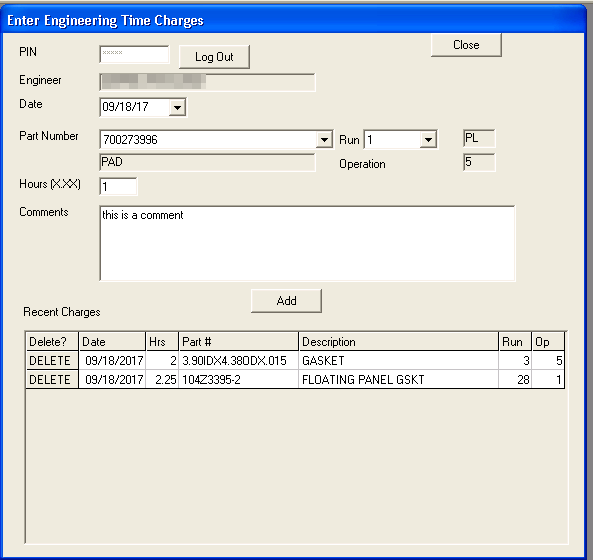 Enter Engineering Time Charges
PIN xxxxx Log Out Close
Engineer
Date 09/18/17
Part Number 700273996 Run 1 PL
PAD Operation 5
Hours (X.XX) 1
Comments this is a comment
Add
Recent Charges
Delete? Date Hrs Part # Description Run Op
DELETE 09/18/2017 2 3.90IDX4.38ODX.015 GASKET 3 5
DELETE 09/18/2017 2.25 104Z3395-2 FLOATING PANEL GSKT 28 1